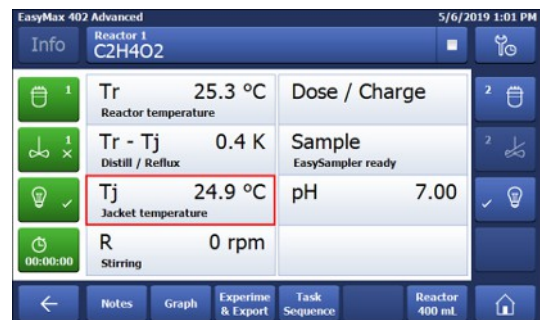 EasyMax 402 Advanced 5/6/2019 1:01 PM
Info
Reactor 1
C2H4O2
1
Tr 25.3 °C
Reactor temperature
Dose / Charge
2
1
Tr - Tj 0.4 K
Distill / Reflux
Sample
EasySampler ready
2
Tj 24.9 °C
Jacket temperature
pH 7.00
00:00:00
R 0 rpm
Stirring
Notes
Graph
Experime
& Export
Task
Sequence
Reactor
400 mL